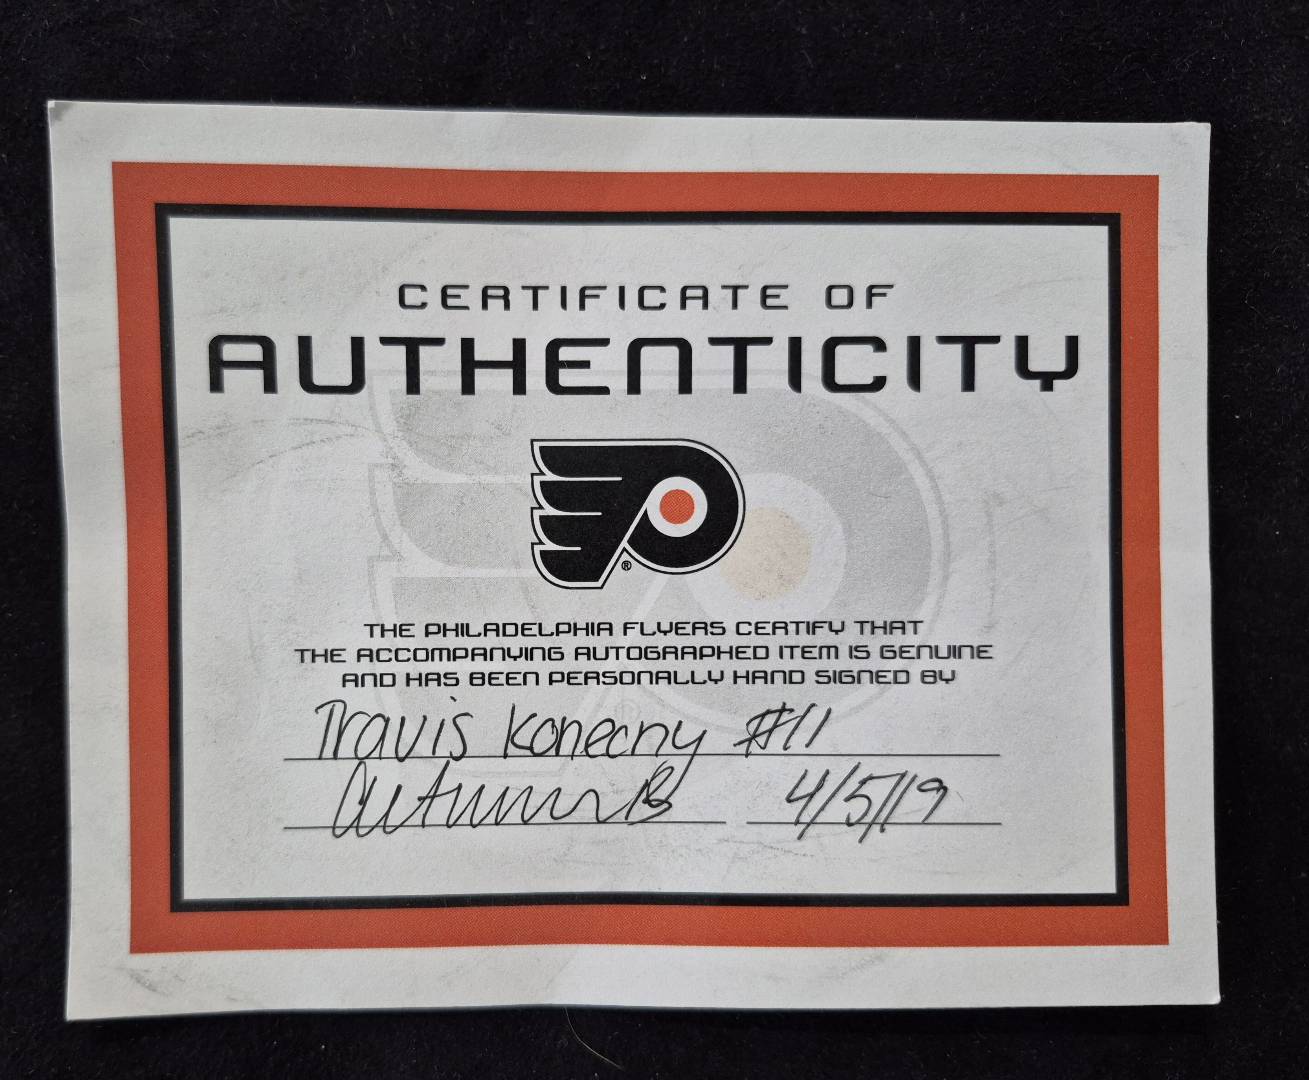 CERTIFICATE OF
AUTHENTICITY
®
THE PHILADELPHIA FLYERS CERTIFY THAT
THE ACCOMPANYING AUTOGRAPHED ITEM IS GENUINE
AND HAS BEEN PERSONALLY HAND SIGNED BY
Travis Konecny #11
Autumn B 4/5/19